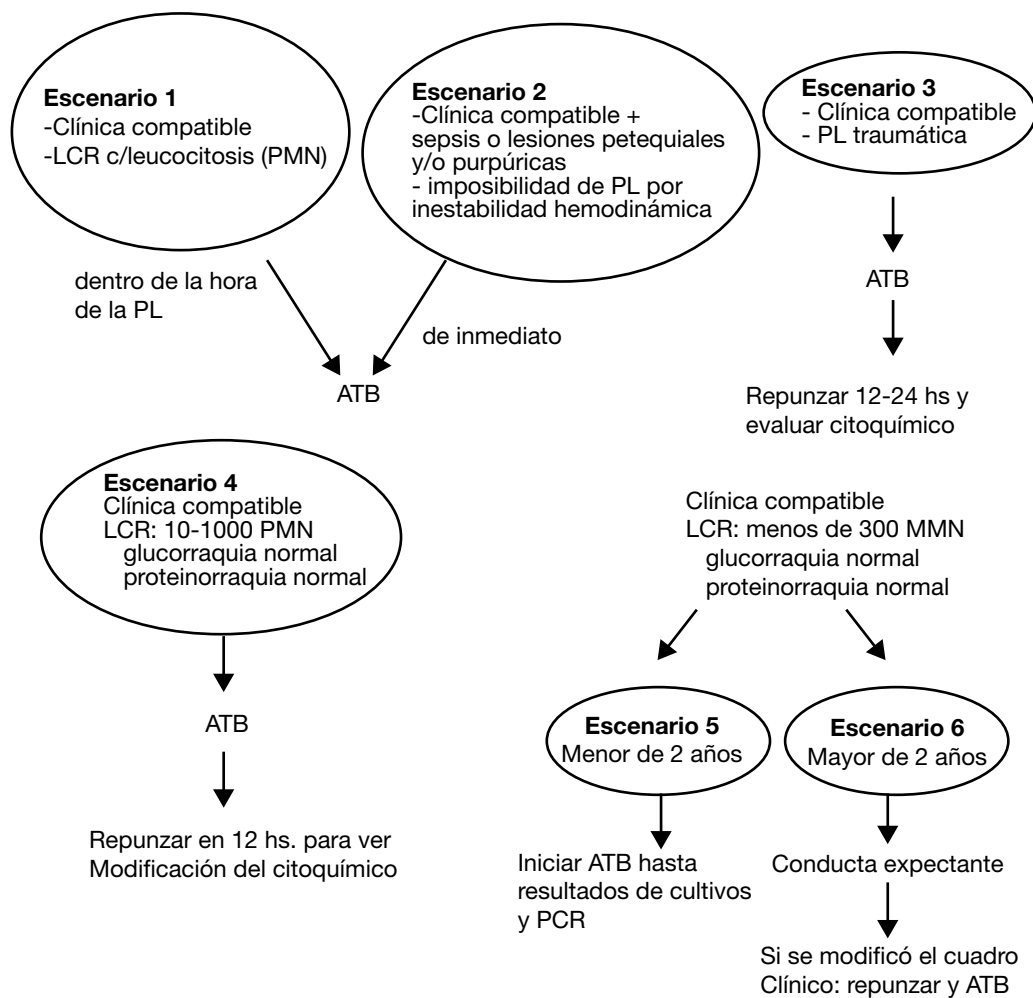 Escenario 1
-Clínica compatible
-LCR c/leucocitosis (PMN)
Escenario 2
-Clínica compatible +
sepsis o lesiones petequiales
y/o purpúricas
- imposibilidad de PL por
inestabilidad hemodinámica
Escenario 3
- Clínica compatible
- PL traumática
dentro de la hora
de la PL
de inmediato
ATB
ATB
Repunzar 12-24 hs y
evaluar citoquímico
Escenario 4
Clínica compatible
LCR: 10-1000 PMN
glucorraquia normal
proteinorraquia normal
ATB
Repunzar en 12 hs. para ver
Modificación del citoquímico
Clínica compatible
LCR: menos de 300 MMN
glucorraquia normal
proteinorraquia normal
Escenario 5
Menor de 2 años
Iniciar ATB hasta
resultados de cultivos
y PCR
Escenario 6
Mayor de 2 años
Conducta expectante
Si se modificó el cuadro
Clínico: repunzar y ATB